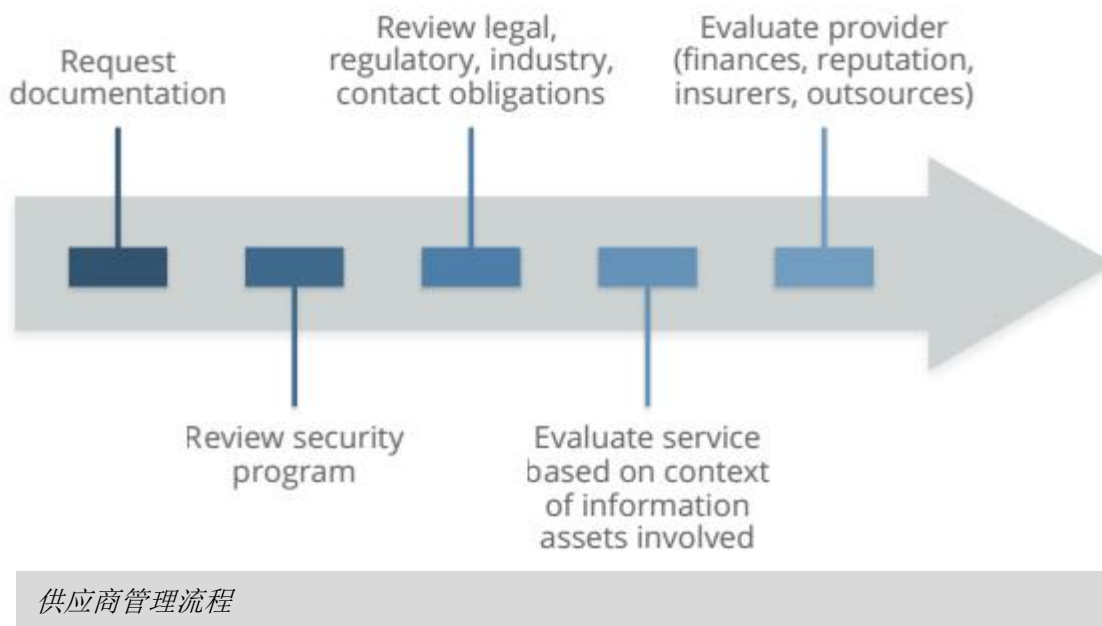 Request
documentation
Review security
program
Review legal,
regulatory, industry,
contact obligations
Evaluate service
based on context
of information
assets involved
Evaluate provider
(finances, reputation,
insurers, outsources)
供应商管理流程